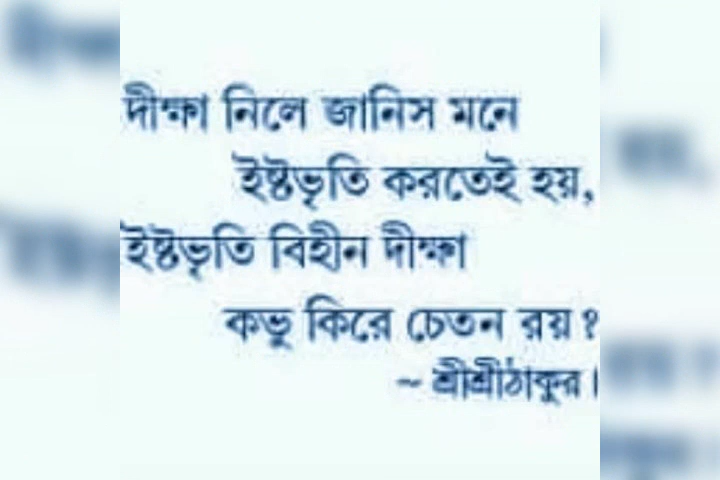 দীক্ষা নিলে জানিস মনে
ইষ্টভৃতি করতেই হয়,
ইষ্টভৃতি বিহীন দীক্ষা
কভু কিরে চেতন রয়?
~ শ্রীশ্রীঠাকুর।